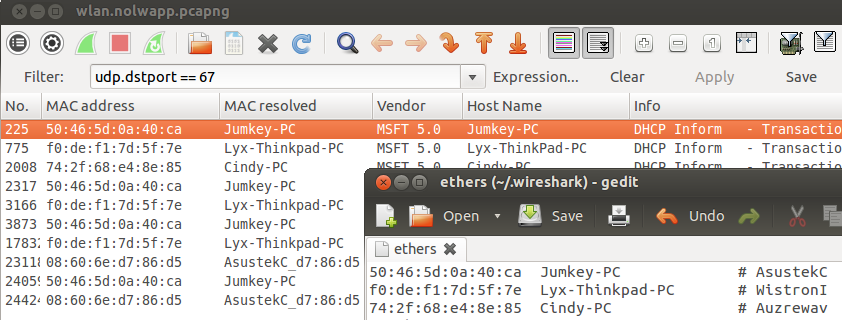 wlan.nolwapp.pcapng
Filter: udp.dstport == 67 Expression... Clear Apply Save
No. MAC address MAC resolved Vendor Host Name Info
225 50:46:5d:0a:40:ca Jumkey-PC MSFT 5.0 Jumkey-PC DHCP Inform - Transactio
775 f0:de:f1:7d:5f:7e Lyx-Thinkpad-PC MSFT 5.0 Lyx-ThinkPad-PC DHCP Inform - Transactio
2008 74:2f:68:e4:8e:85 Cindy-PC MSFT 5.0 Cindy-PC DHCP Inform - Transactio
2317 50:46:5d:0a:40:ca Jumkey-PC
3166 f0:de:f1:7d:5f:7e Lyx-Thinkpad-PC
3873 50:46:5d:0a:40:ca Jumkey-PC
17832 f0:de:f1:7d:5f:7e Lyx-Thinkpad-PC
23118 08:60:6e:d7:86:d5 AsustekC_d7:86:d5
24059 50:46:5d:0a:40:ca Jumkey-PC
24424 08:60:6e:d7:86:d5 AsustekC_d7:86:d5
ethers (~/.wireshark) - gedit
Open Save Undo
ethers
50:46:5d:0a:40:ca Jumkey-PC # AsustekC
f0:de:f1:7d:5f:7e Lyx-Thinkpad-PC # WistronI
74:2f:68:e4:8e:85 Cindy-PC # Auzrewav